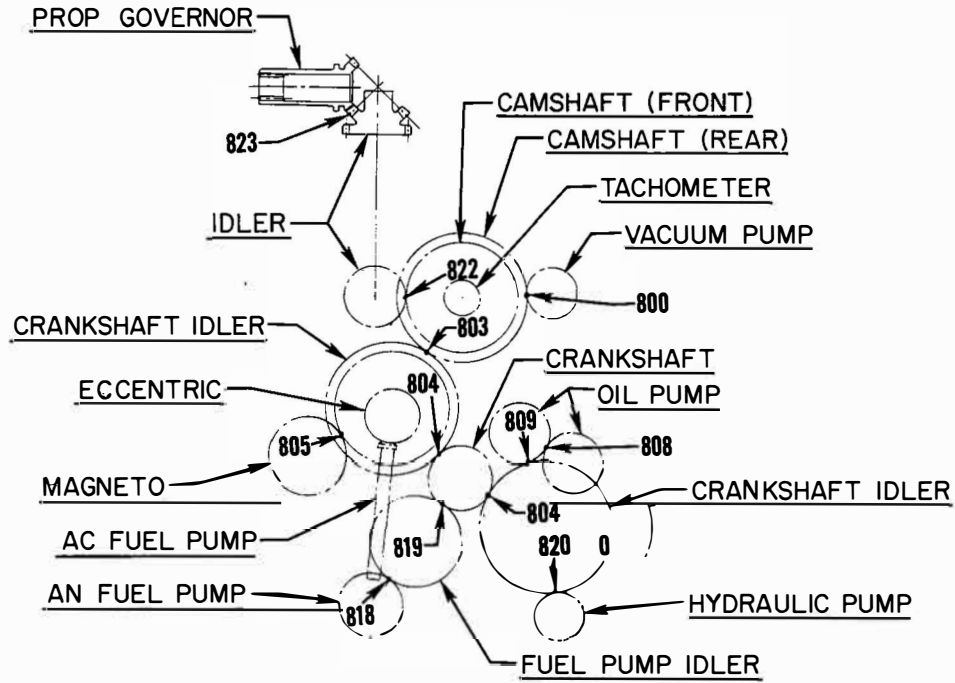 PROP GOVERNOR
CAMSHAFT (FRONT)
823
CAMSHAFT (REAR)
TACHOMETER
IDLER
VACUUM PUMP
822
800
CRANKSHAFT IDLER
803
CRANKSHAFT
804
ECCENTRIC
OIL PUMP
809
805
808
MAGNETO
CRANKSHAFT IDLER
804
AC FUEL PUMP
819
820 0
AN FUEL PUMP
818
HYDRAULIC PUMP
FUEL PUMP IDLER